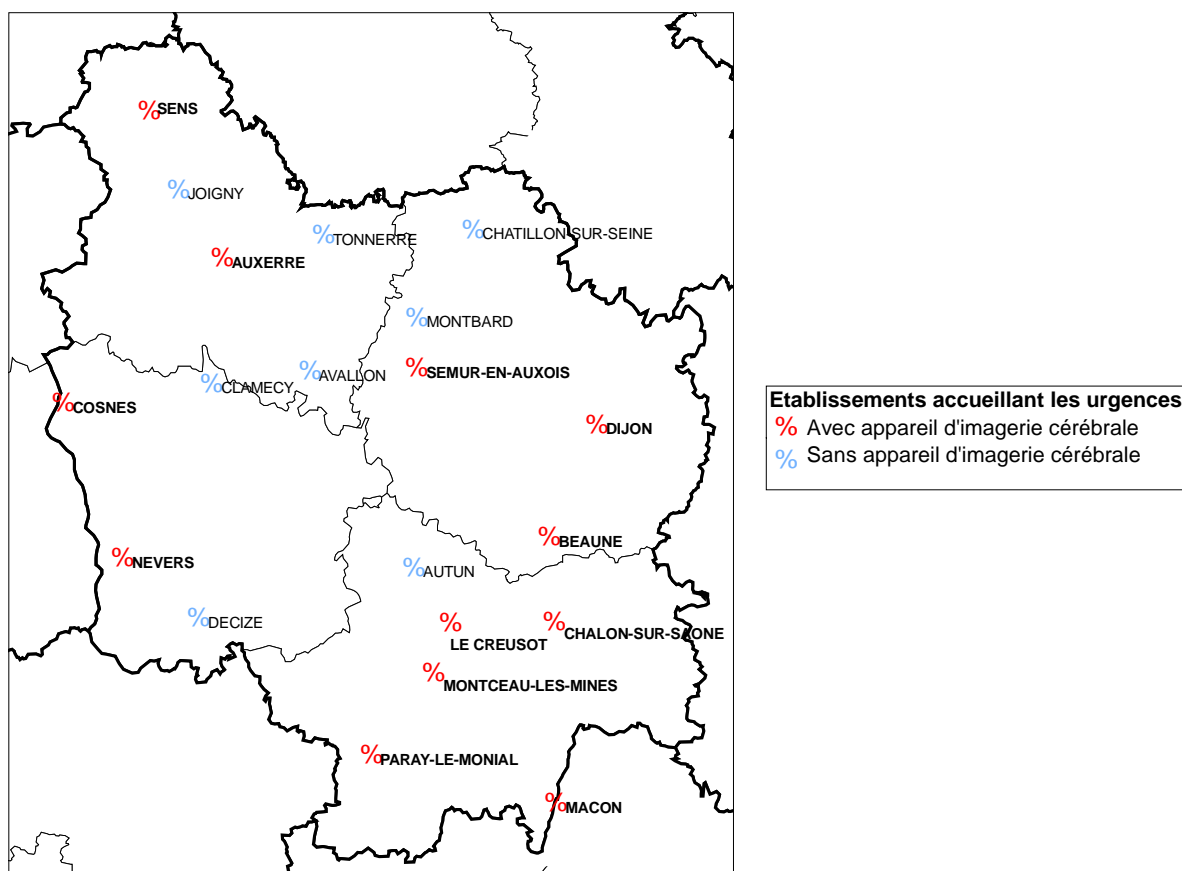 % SENS
% JOIGNY
% TONNERRE
% CHATILLON-SUR-SEINE
% AUXERRE
% MONTBARD
% SEMUR-EN-AUXOIS
% AVALLON
% CLAMECY
% COSNES
% DIJON
% BEAUNE
% NEVERS
% AUTUN
% DECIZE
% LE CREUSOT
% CHALON-SUR-SAONE
% MONTCEAU-LES-MINES
% PARAY-LE-MONIAL
% MACON
Etablissements accueillant les urgences
% Avec appareil d'imagerie cérébrale
% Sans appareil d'imagerie cérébrale